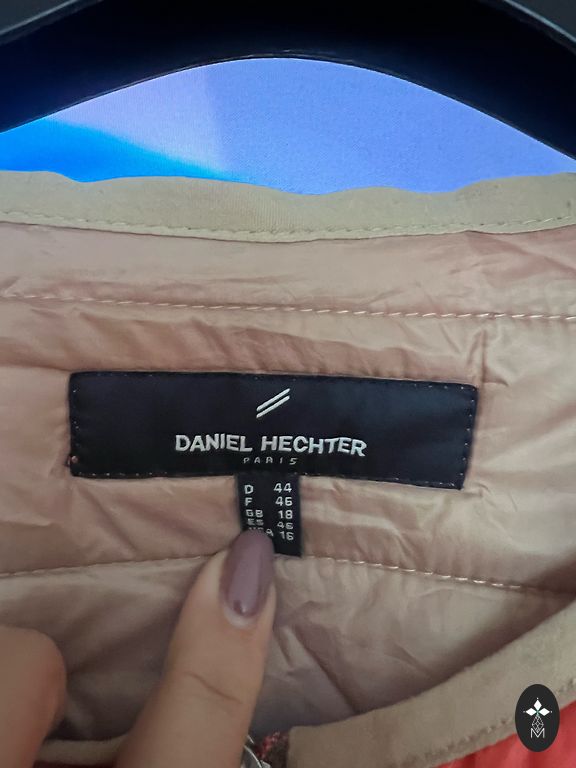 DANIEL HECHTER
PARIS
D 44
F 46
GB 18
ES 46
16
M